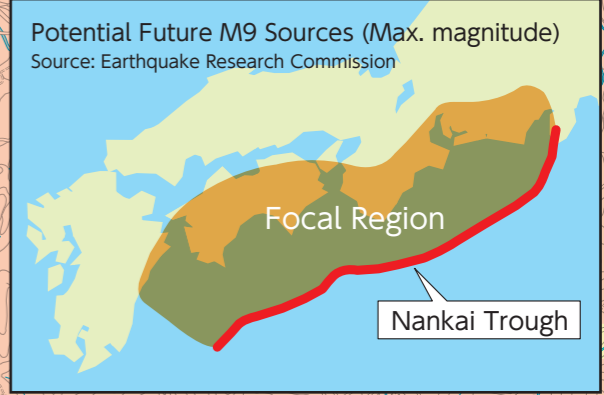 Potential Future M9 Sources (Max. magnitude)
Source: Earthquake Research Commission
Focal Region
Nankai Trough